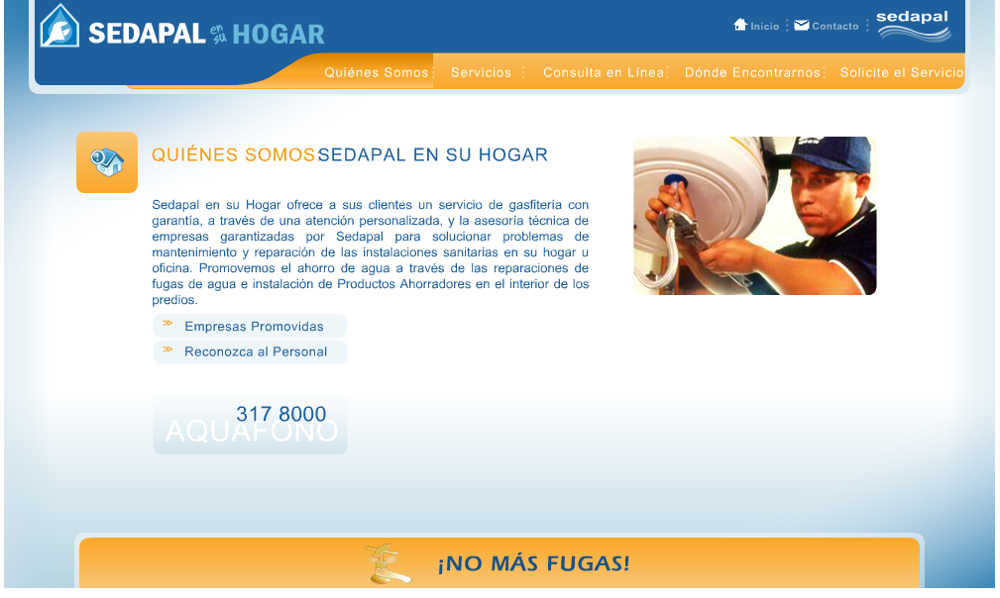 SEDAPAL en su HOGAR
Inicio
Contacto
sedapal
Quiénes Somos
Servicios
Consulta en Línea
Dónde Encontrarnos
Solicite el Servicio
QUIÉNES SOMOS SEDAPAL EN SU HOGAR
Sedapal en su Hogar ofrece a sus clientes un servicio de gasfitería con
garantía, a través de una atención personalizada, y la asesoría técnica de
empresas garantizadas por Sedapal para solucionar problemas de
mantenimiento y reparación de las instalaciones sanitarias en su hogar u
oficina. Promovemos el ahorro de agua a través de las reparaciones de
fugas de agua e instalación de Productos Ahorradores en el interior de los
predios.
Empresas Promovidas
Reconozca al Personal
317 8000
AQUAFONO
¡NO MÁS FUGAS!